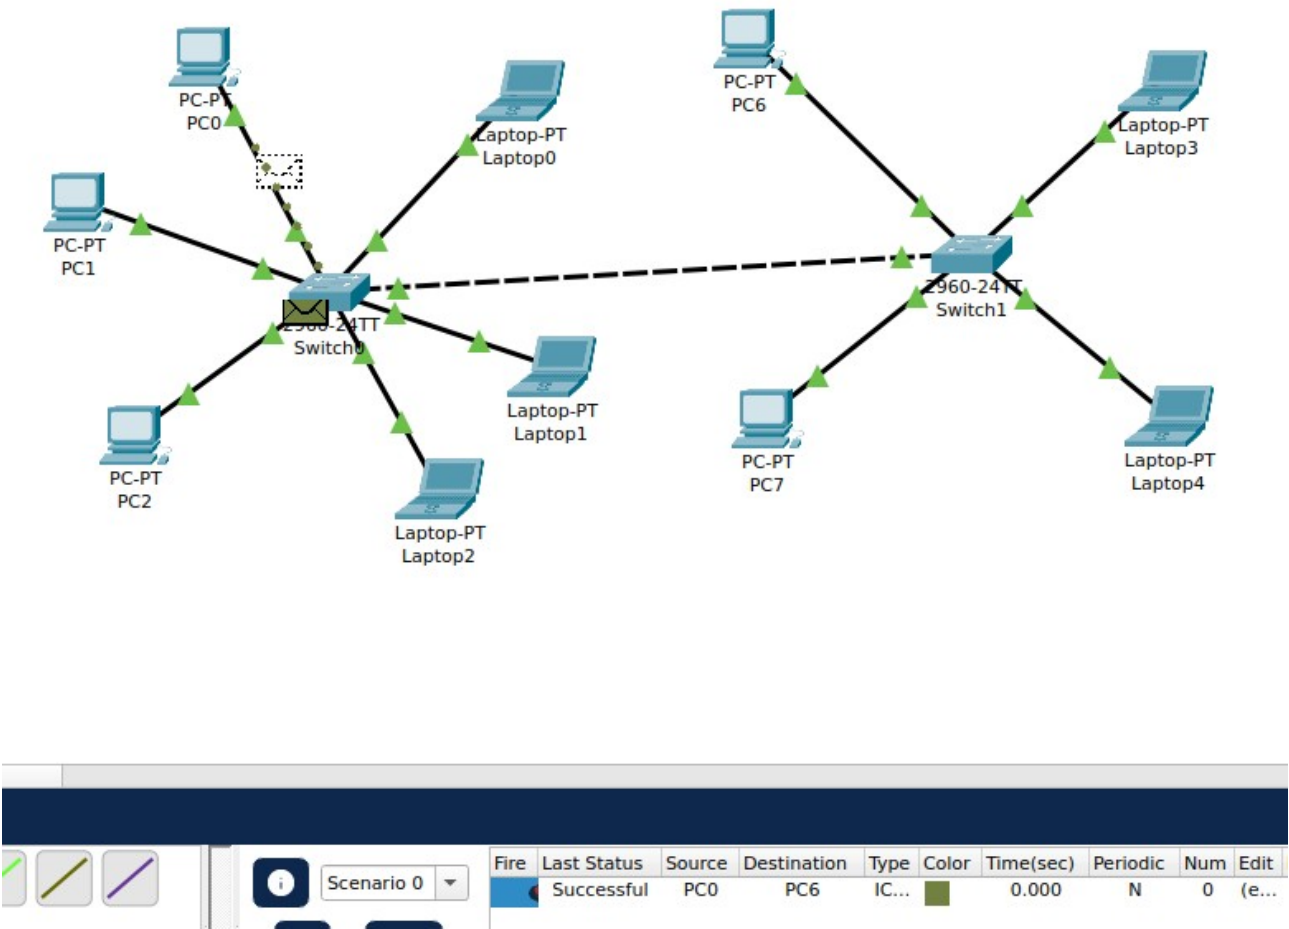 PC-PT
PC0
Laptop-PT
Laptop0
PC-PT
PC6
Laptop-PT
Laptop3
PC-PT
PC1
2960-24TT
Switch0
2960-24TT
Switch1
Laptop-PT
Laptop1
PC-PT
PC2
Laptop-PT
Laptop2
PC-PT
PC7
Laptop-PT
Laptop4
Scenario 0
Fire Last Status Source Destination Type Color Time(sec) Periodic Num Edit
Successful PC0 PC6 IC... 0.000 N 0 (e...